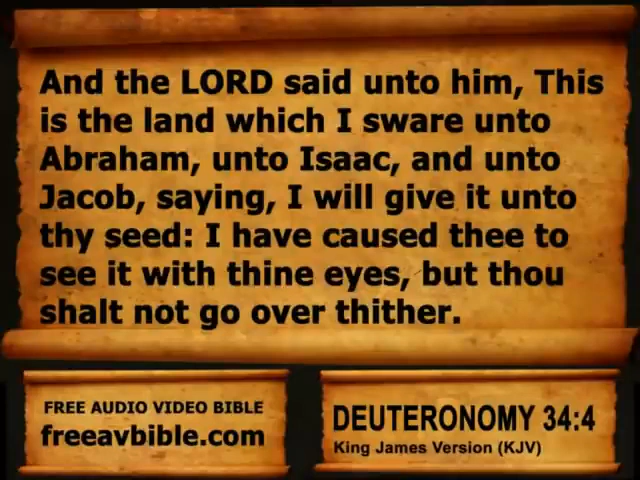 And the LORD said unto him, This
is the land which I sware unto
Abraham, unto Isaac, and unto
Jacob, saying, I will give it unto
thy seed: I have caused thee to
see it with thine eyes, but thou
shalt not go over thither.
FREE AUDIO VIDEO BIBLE
freeavbible.com
DEUTERONOMY 34:4
King James Version (KJV)